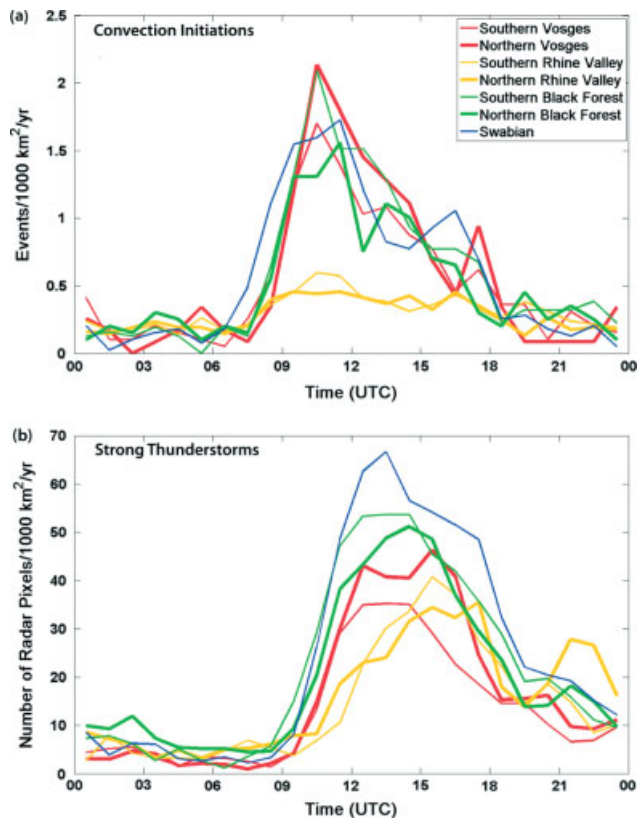 (a)
Convection Initiations
Southern Vosges
Northern Vosges
Southern Rhine Valley
Northern Rhine Valley
Southern Black Forest
Northern Black Forest
Swabian
Events/1000 km²/yr
2.5
2
1.5
1
0.5
0
00 03 06 09 12 15 18 21 00
Time (UTC)
(b)
Strong Thunderstorms
Number of Radar Pixels/1000 km²/yr
70
60
50
40
30
20
10
0
00 03 06 09 12 15 18 21 00
Time (UTC)